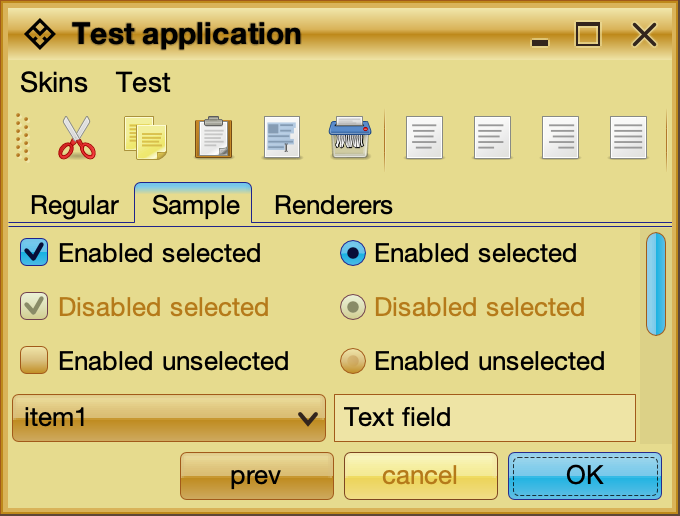 Test application
Skins Test
Regular Sample Renderers
Enabled selected Enabled selected
Disabled selected Disabled selected
Enabled unselected Enabled unselected
item1 Text field
prev cancel OK